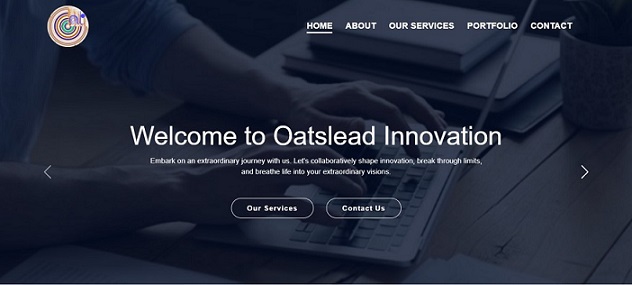 HOME ABOUT OUR SERVICES PORTFOLIO CONTACT
Welcome to Oatslead Innovation
Embark on an extraordinary journey with us. Let's collaboratively shape innovation, break through limits,
and breathe life into your extraordinary visions.
Our Services Contact Us